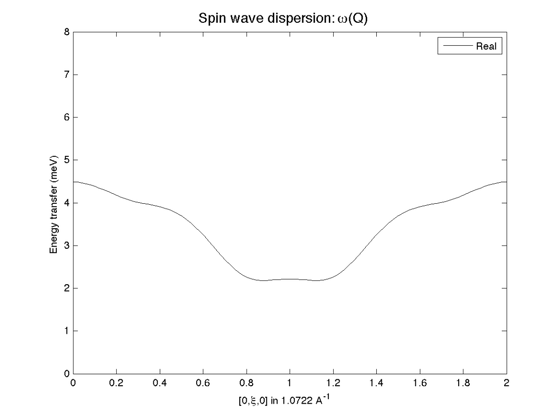 Spin wave dispersion: ω(Q)
Real
8
7
6
5
4
3
2
1
0
Energy transfer (meV)
0 0.2 0.4 0.6 0.8 1 1.2 1.4 1.6 1.8 2
[0,ξ,0] in 1.0722 A⁻¹